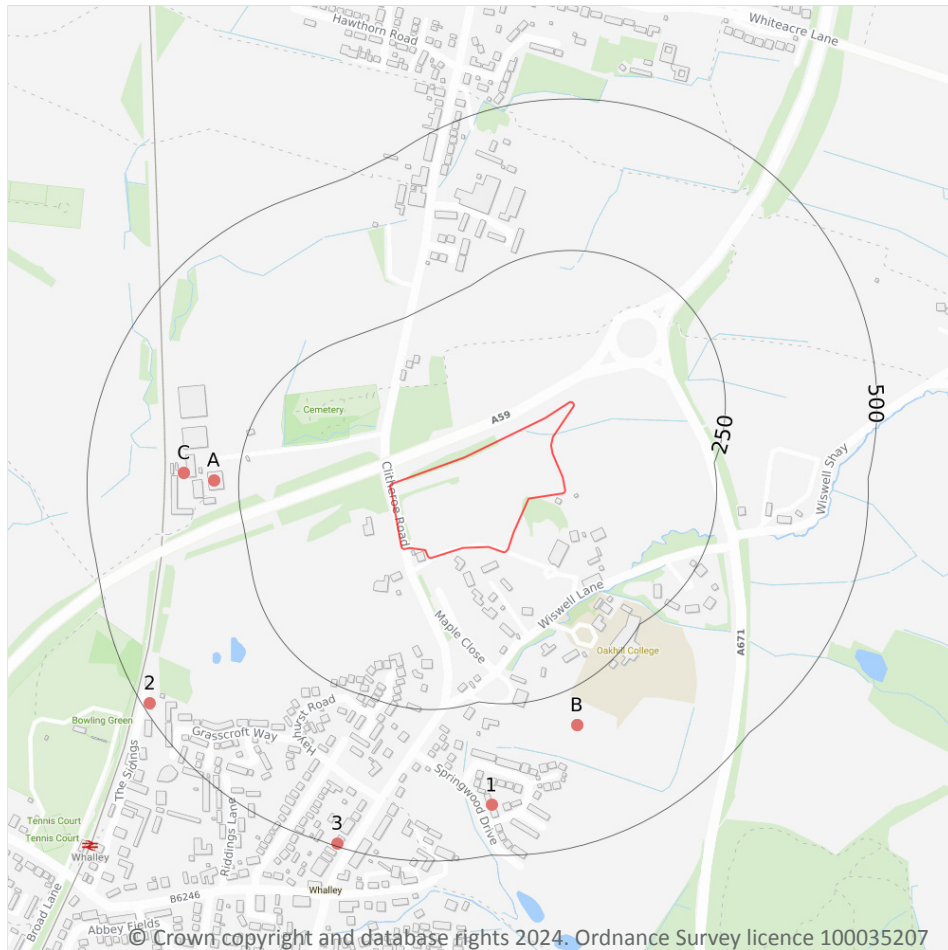 Hawthorn Road
Whiteacre Lane
Cemetery
A59
500
250
C
A
Clitheroe Road
Wiswell Shay
Wiswell Lane
Maple Close
Oakhill College
A671
2
Bowling Green
Hayhurst Road
B
Grasscroft Way
The Sidings
Springwood Drive
1
3
Riddings Lane
Tennis Court
Tennis Court
Whalley
Whalley
B6246
Broad Lane
Abbey Fields
© Crown copyright and database rights 2024. Ordnance Survey licence 100035207